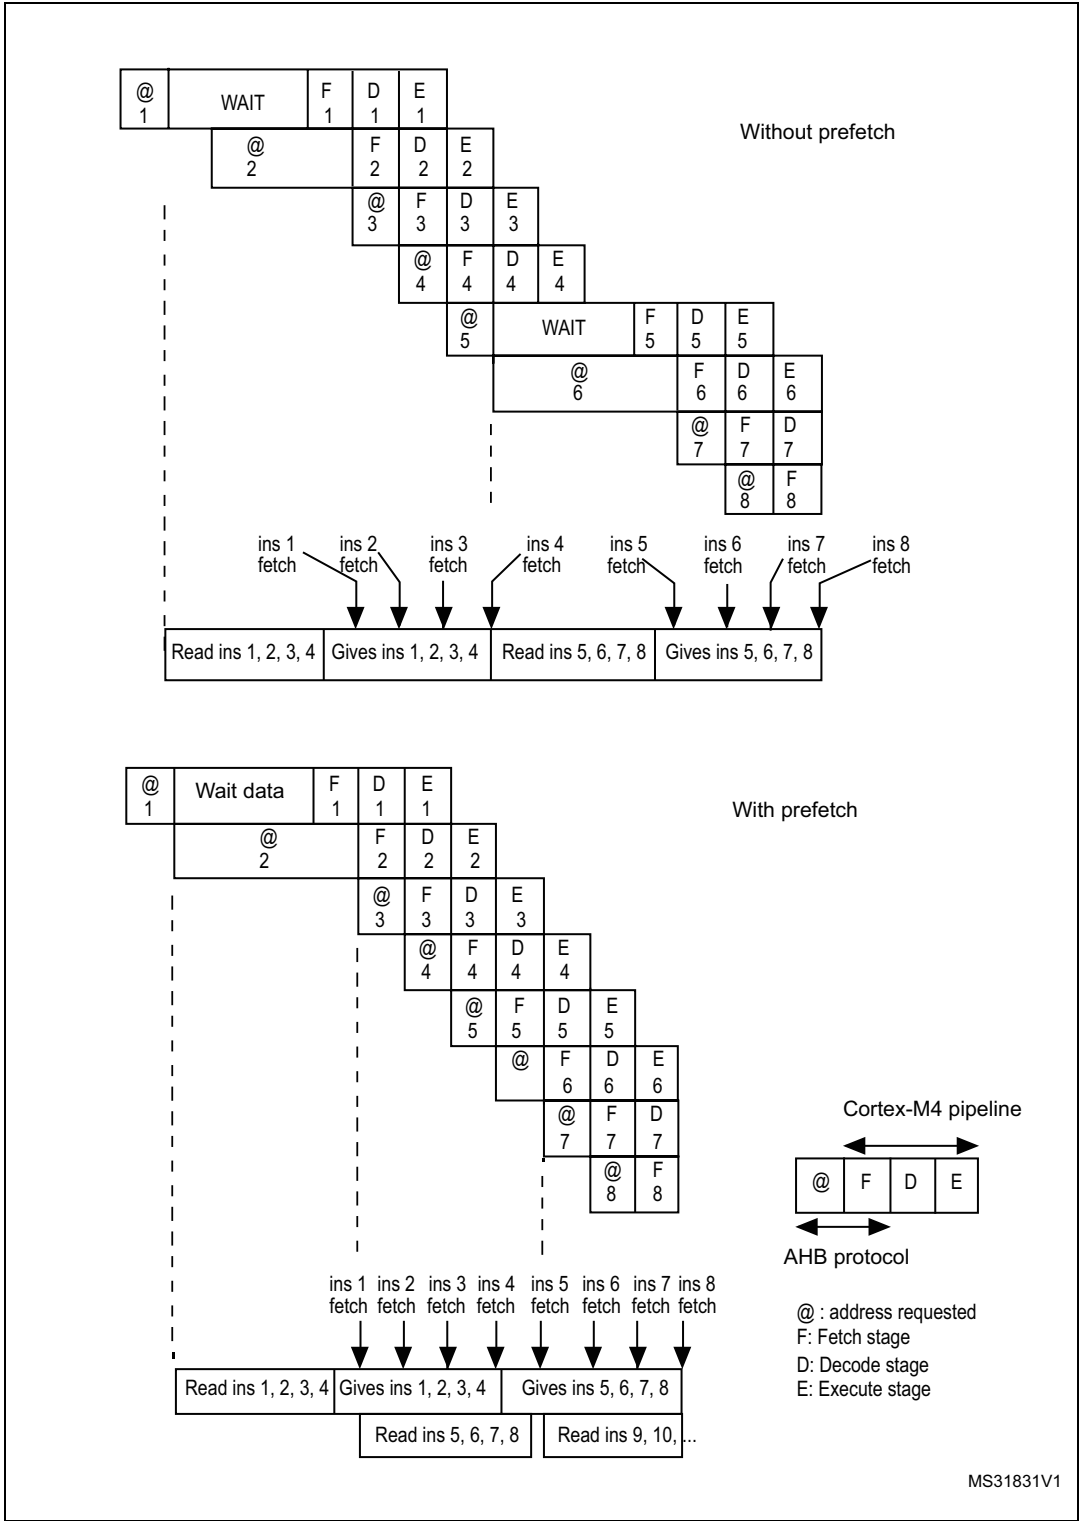 @ WAIT F D E
1 1 1 1
Without prefetch
@ F D E
2 2 2 2
@ F D E
3 3 3 3
@ F D E
4 4 4 4
@ WAIT F D E
5 5 5 5
@ F D E
6 6 6 6
@ F D
7 7 7
@ F
8 8
ins 1 ins 2 ins 3 ins 4 ins 5 ins 6 ins 7 ins 8
fetch fetch fetch fetch fetch fetch fetch fetch
Read ins 1, 2, 3, 4 Gives ins 1, 2, 3, 4 Read ins 5, 6, 7, 8 Gives ins 5, 6, 7, 8
@ Wait data F D E
1 1 1 1
With prefetch
@ F D E
2 2 2 2
@ F D E
3 3 3 3
@ F D E
4 4 4 4
@ F D E
5 5 5 5
@ F D E
6 6 6
@ F D
7 7 7
@ F
8 8
Cortex-M4 pipeline
@ F D E
AHB protocol
@ : address requested
F: Fetch stage
D: Decode stage
E: Execute stage
ins 1 ins 2 ins 3 ins 4 ins 5 ins 6 ins 7 ins 8
fetch fetch fetch fetch fetch fetch fetch fetch
Read ins 1, 2, 3, 4 Gives ins 1, 2, 3, 4 Gives ins 5, 6, 7, 8
Read ins 5, 6, 7, 8 Read ins 9, 10, ...
MS31831V1